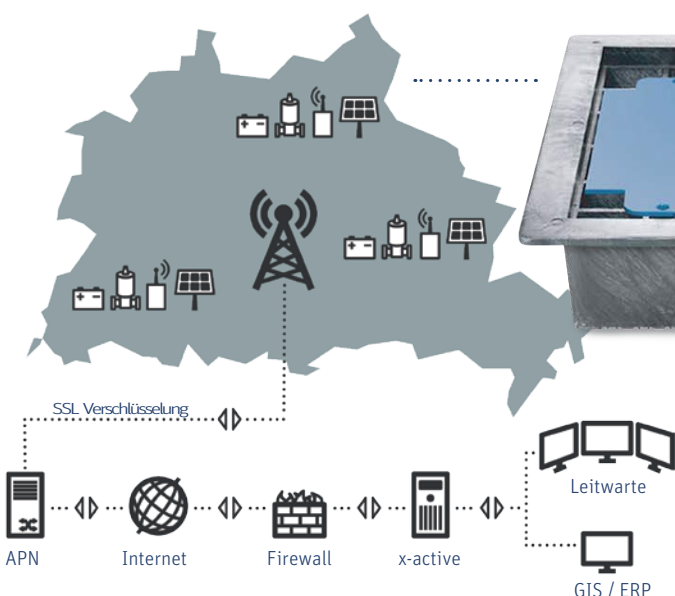 SSL Verschlüsselung
Leitwarte
APN
Internet
Firewall
x-active
GIS / ERP